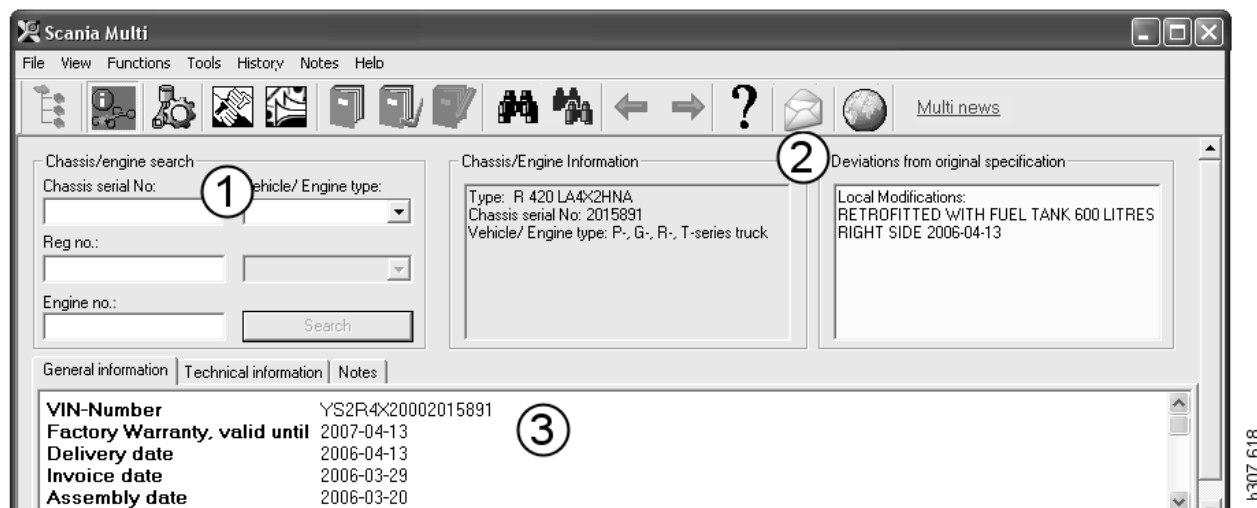 Scania Multi
File View Functions Tools History Notes Help
Multi news
Chassis/engine search
Chassis serial No:
1
ehicle/ Engine type:
Reg no.:
Engine no.:
Search
Chassis/Engine Information
Type: R 420 LA4X2HNA
Chassis serial No: 2015891
Vehicle/ Engine type: P-, G-, R-, T-series truck
2
Deviations from original specification
Local Modifications:
RETROFITTED WITH FUEL TANK 600 LITRES
RIGHT SIDE 2006-04-13
General information Technical information Notes
VIN-Number YS2R4X20002015891
Factory Warranty, valid until 2007-04-13
Delivery date 2006-04-13
Invoice date 2006-03-29
Assembly date 2006-03-20
3
b307 618